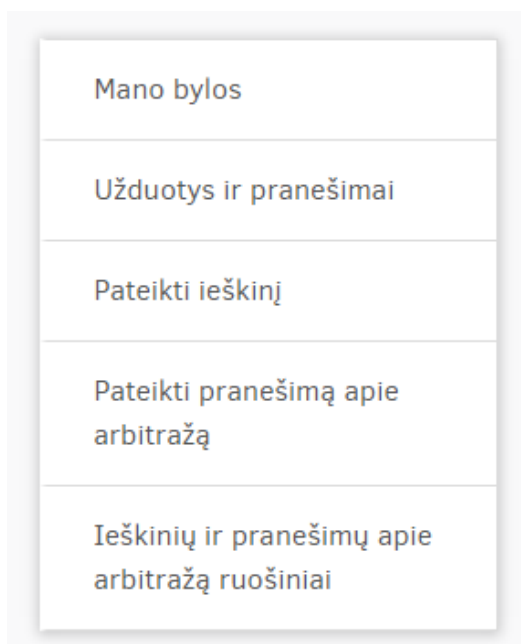 Mano bylos
Užduotys ir pranešimai
Pateikti ieškinį
Pateikti pranešimą apie
arbitražą
Ieškinių ir pranešimų apie
arbitražą ruošiniai